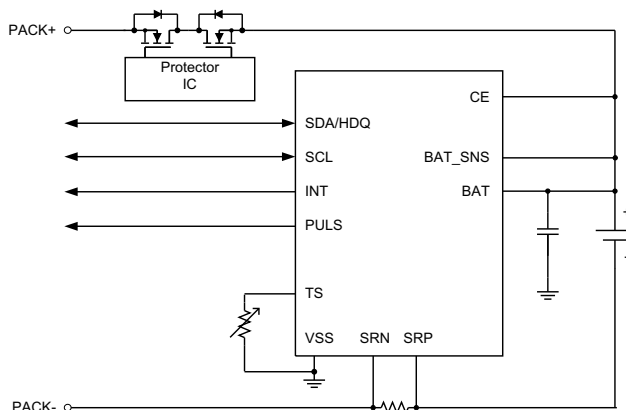 PACK+
Protector
IC
CE
SDA/HDQ
SCL
BAT_SNS
INT
BAT
PULS
TS
VSS
SRN
SRP
PACK-